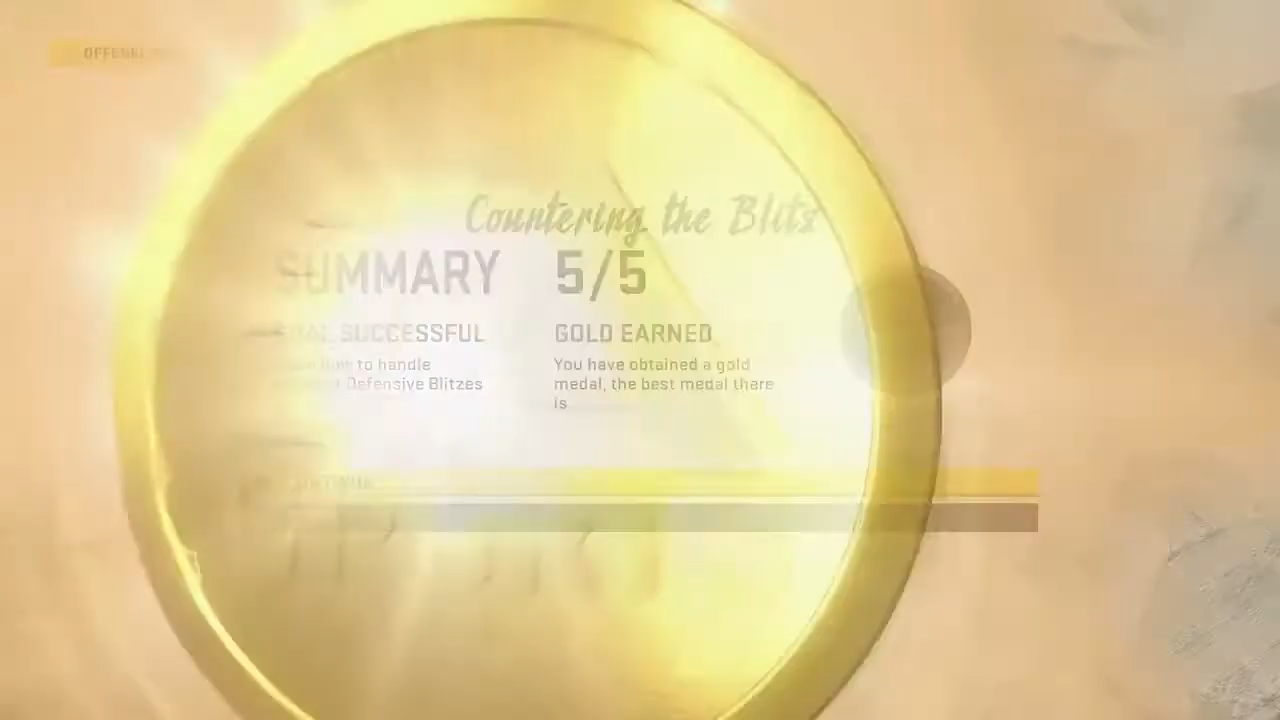 Countering the Blitz
SUMMARY 5/5
SUCCESSFUL
GOLD EARNED
to handle
Defensive Blitzes
You have obtained a gold
medal, the best medal thare
is